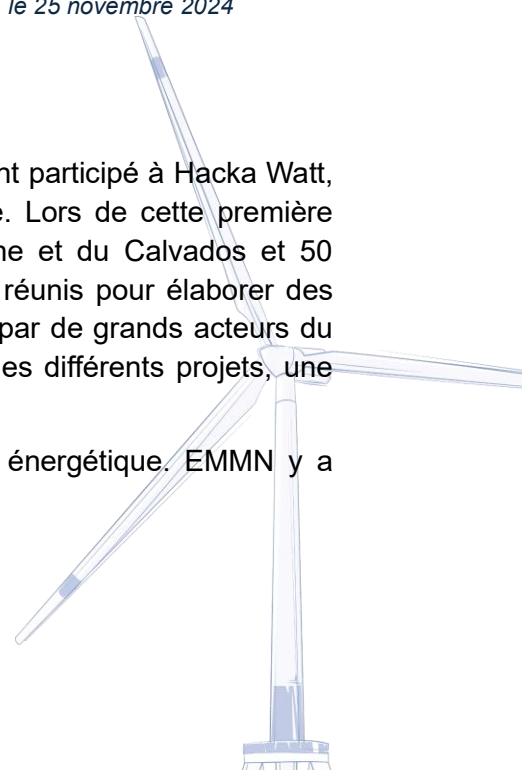 le 25 novembre 2024
nt participé à Hacka Watt,
e. Lors de cette première
ne et du Calvados et 50
réunis pour élaborer des
par de grands acteurs du
es différents projets, une
énergétique. EMMN y a